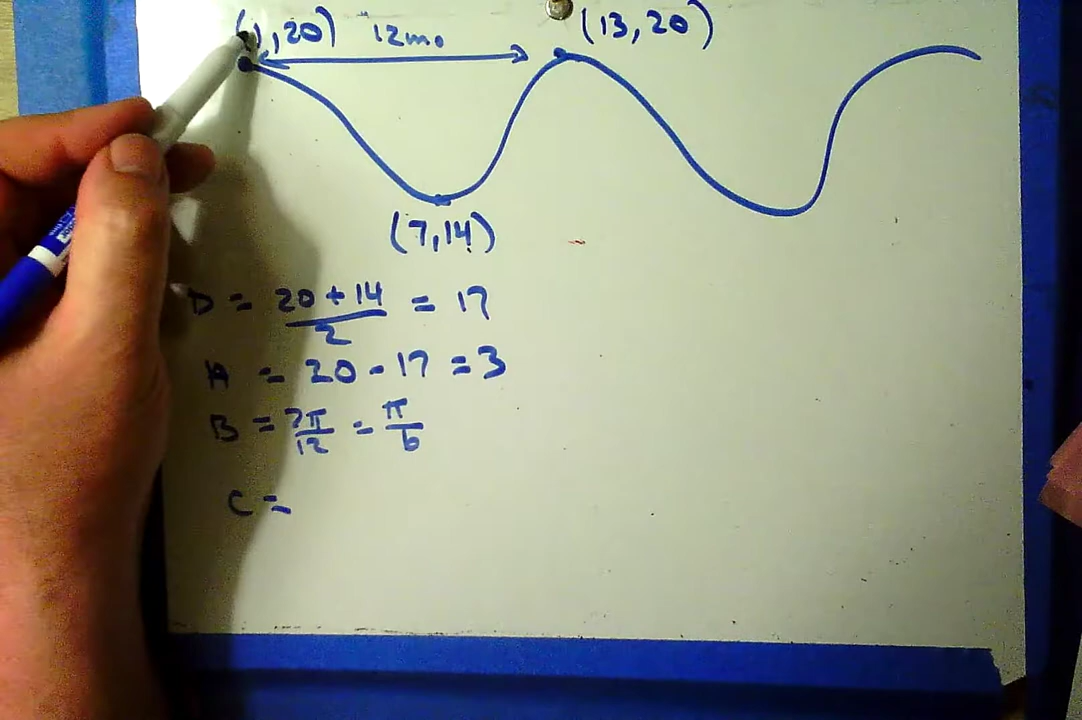 (1,20) 12mo (13,20)
(7,14)
D = 20+14/2 = 17
A = 20-17 = 3
B = 2π/12 = π/6
C =